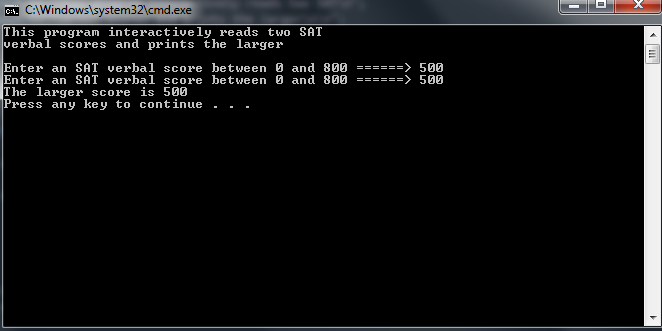 C:\Windows\system32\cmd.exe
This program interactively reads two SAT
verbal scores and prints the larger
Enter an SAT verbal score between 0 and 800 ======> 500
Enter an SAT verbal score between 0 and 800 ======> 500
The larger score is 500
Press any key to continue . . .